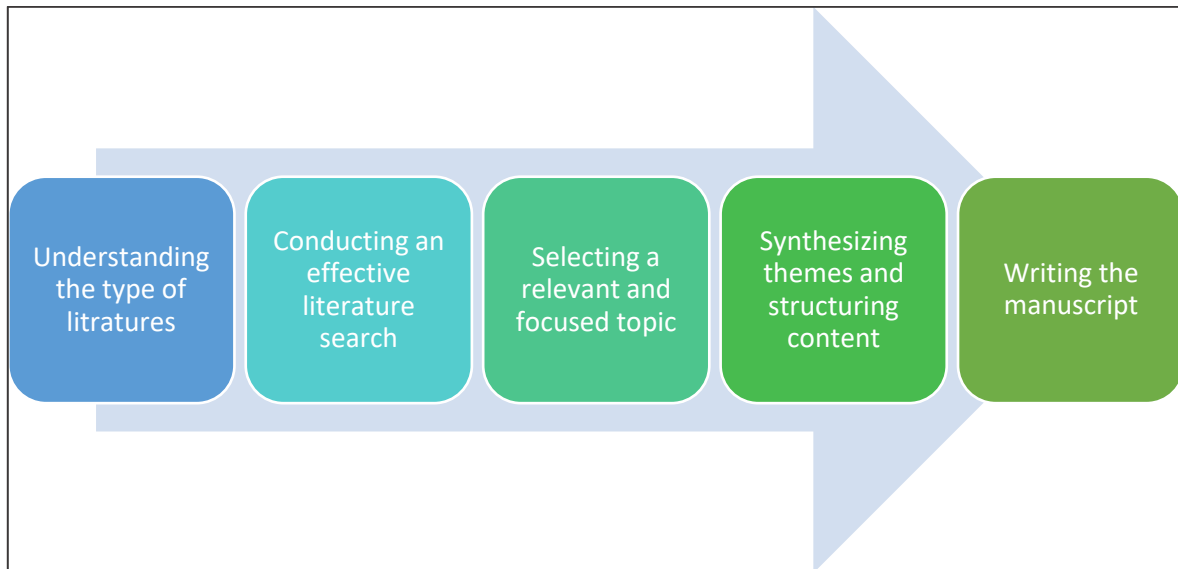 Understanding
the type of
litratures
Conducting an
effective
literature
search
Selecting a
relevant and
focused topic
Synthesizing
themes and
structuring
content
Writing the
manuscript